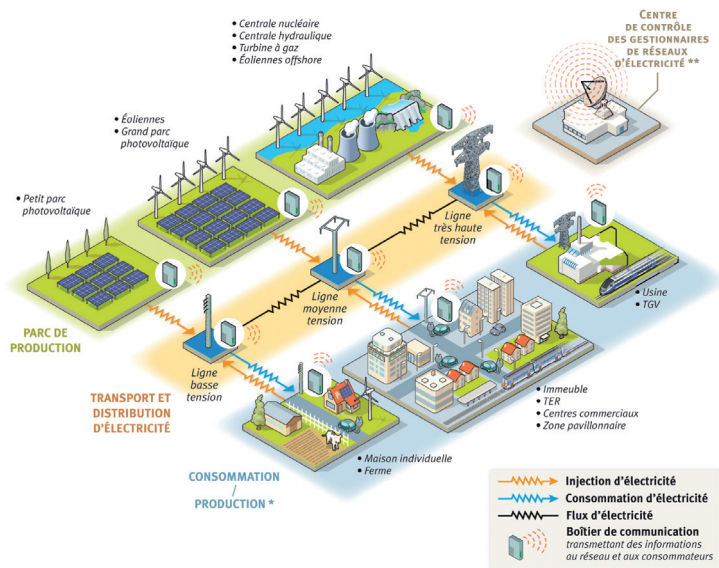 • Centrale nucléaire
• Centrale hydraulique
• Turbine à gaz
• Éoliennes offshore
CENTRE
DE CONTRÔLE
DES GESTIONNAIRES
DE RÉSEAUX
D'ÉLECTRICITÉ **
• Éoliennes
• Grand parc
photovoltaïque
• Petit parc
photovoltaïque
Ligne
très haute
tension
Ligne
moyenne
tension
Ligne
basse
tension
• Usine
• TGV
PARC DE
PRODUCTION
TRANSPORT ET
DISTRIBUTION
D'ÉLECTRICITÉ
• Immeuble
• TER
• Centres commerciaux
• Zone pavillonnaire
• Maison individuelle
• Ferme
CONSOMMATION
/
PRODUCTION *
Injection d'électricité
Consommation d'électricité
Flux d'électricité
Boîtier de communication
transmettant des informations
au réseau et aux consommateurs